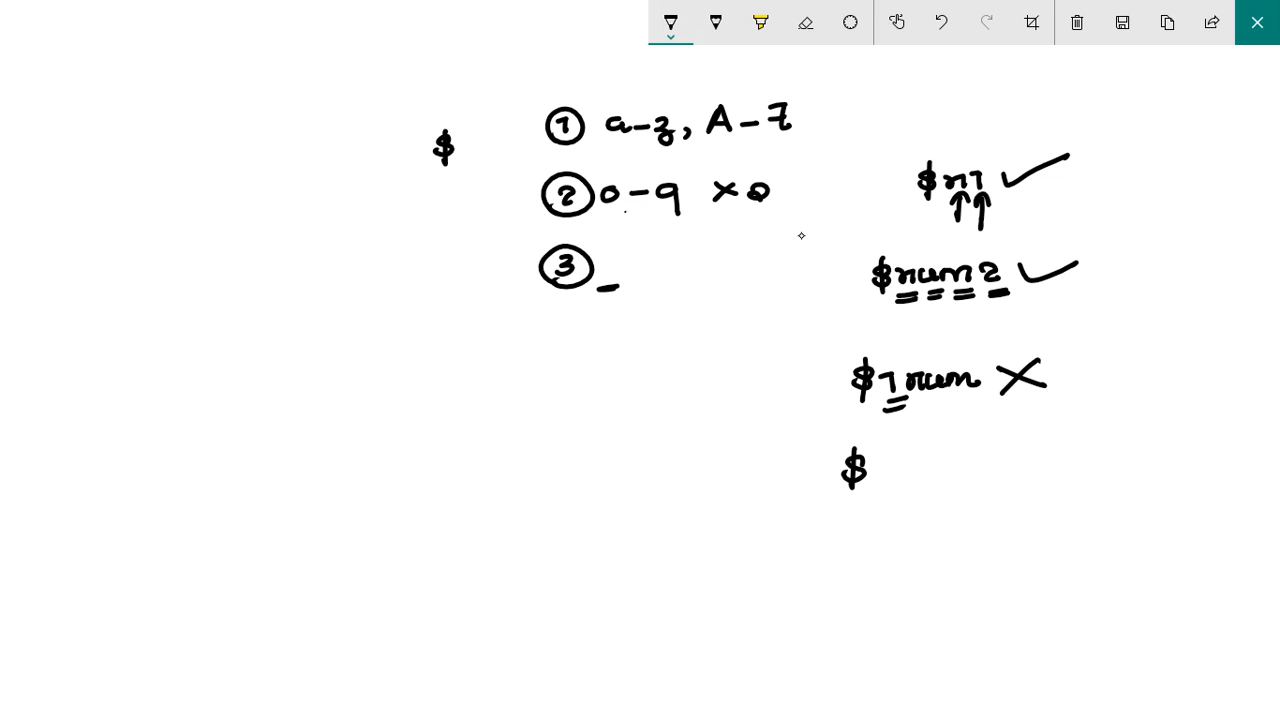 $
① a-z, A-Z
② 0-9 × 0
③ _
$n1 ✓
$num2 ✓
$1num ×
$